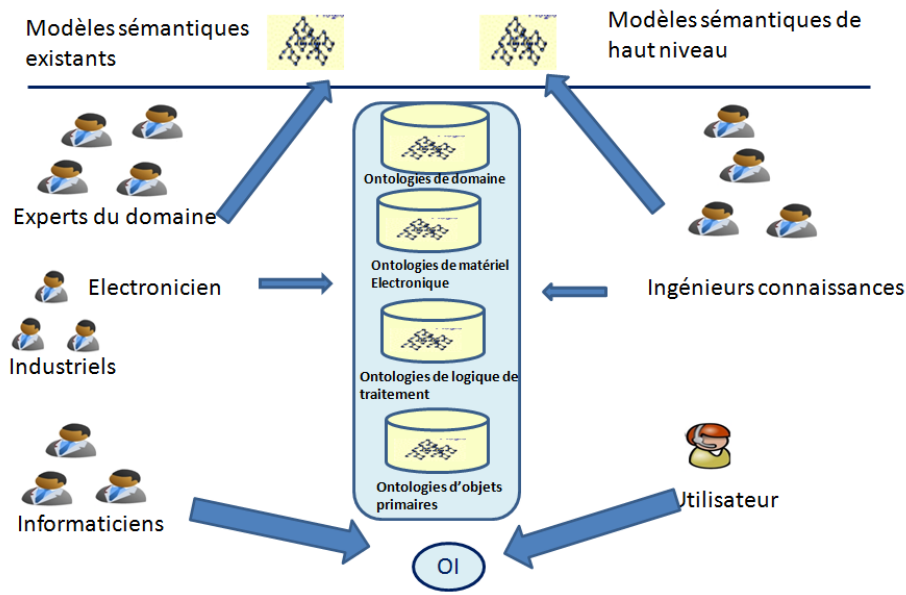 Modèles sémantiques
existants
Modèles sémantiques de
haut niveau
Ontologies de domaine
Experts du domaine
Ontologies de matériel
Electronique
Electronicien
Ingénieurs connaissances
Industriels
Ontologies de logique de
traitement
Ontologies d'objets
primaires
Informaticiens
Utilisateur
OI